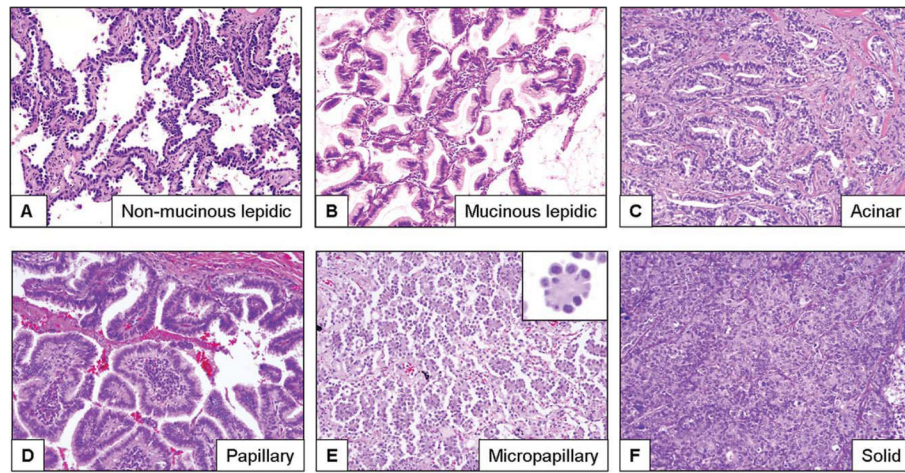 A Non-mucinous lepidic
B Mucinous lepidic
C Acinar
D Papillary
E Micropapillary
F Solid